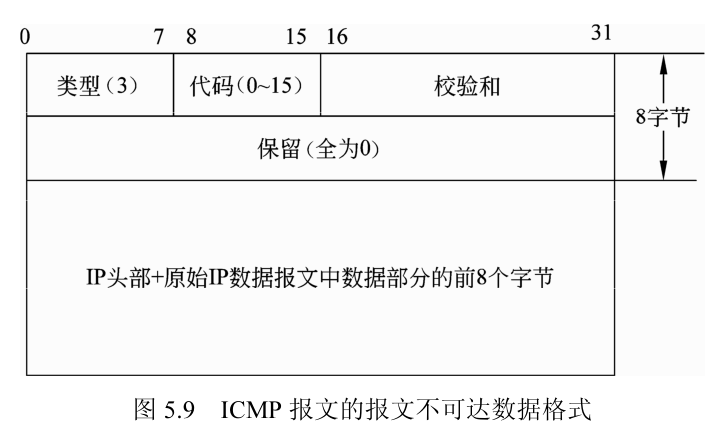 0 7 8 15 16 31
类型(3) 代码(0~15) 校验和
8字节
保留(全为0)
IP头部+原始IP数据报文中数据部分的前8个字节
图 5.9 ICMP 报文的报文不可达数据格式